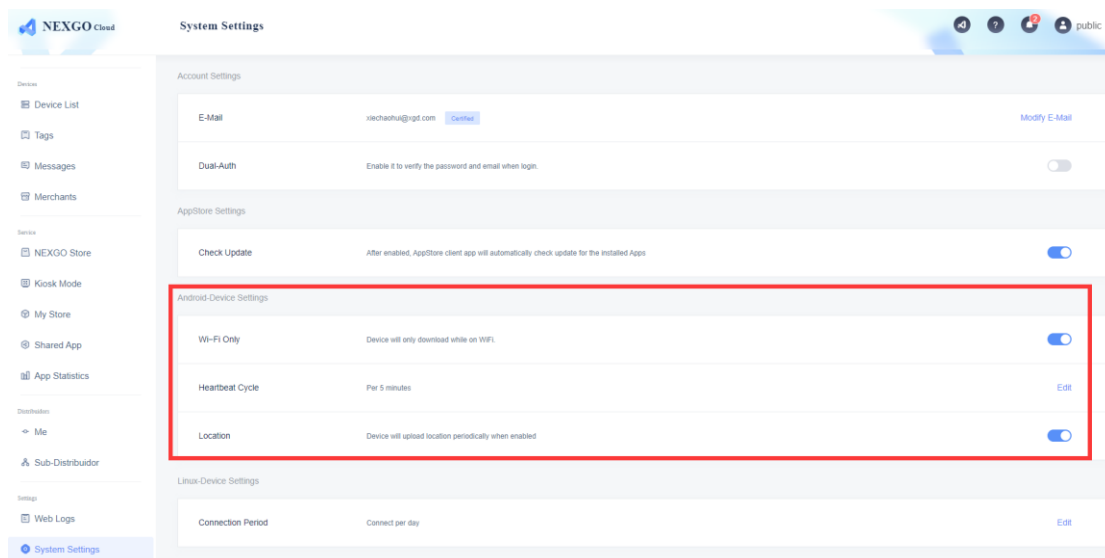 NEXGO Cloud
System Settings
2
public
Devices
Device List
Tags
Messages
Merchants
Service
NEXGO Store
Kiosk Mode
My Store
Shared App
App Statistics
Distribution
Me
Sub-Distribuidor
Settings
Web Logs
System Settings
Account Settings
E-Mail xiechaohui@xgd.com Certified Modify E-Mail
Dual-Auth Enable it to verify the password and email when login.
AppStore Settings
Check Update After enabled, AppStore client app will automatically check update for the installed Apps
Android-Device Settings
Wi-Fi Only Device will only download while on WiFi.
Heartbeat Cycle Per 5 minutes Edit
Location Device will upload location periodically when enabled
Linux-Device Settings
Connection Period Connect per day Edit